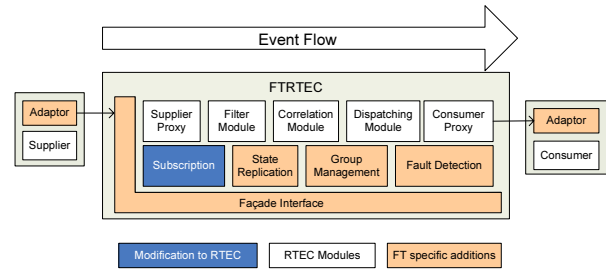 Event Flow
FTRTEC
Adaptor
Supplier
Supplier
Proxy
Filter
Module
Correlation
Module
Dispatching
Module
Consumer
Proxy
Subscription
State
Replication
Group
Management
Fault Detection
Façade Interface
Adaptor
Consumer
Modification to RTEC
RTEC Modules
FT specific additions